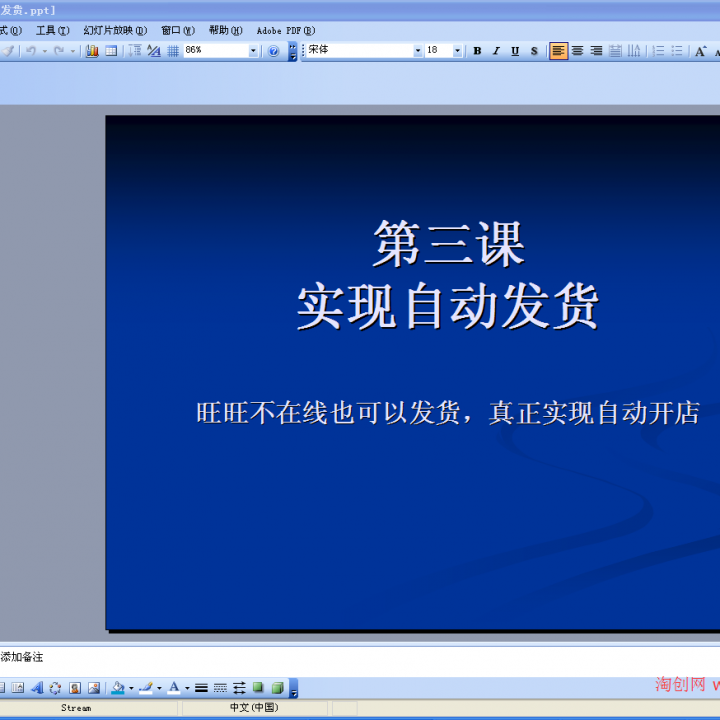 发贵.ppt]
式(O) 工具(T) 幻灯片放映(D) 窗口(W) 帮助(H) Adobe PDF(B)
86% 宋体 18 B I U S A
第三课
实现自动发货
旺旺不在线也可以发货，真正实现自动开店
添加备注
淘创网 w
Stream 中文(中国)